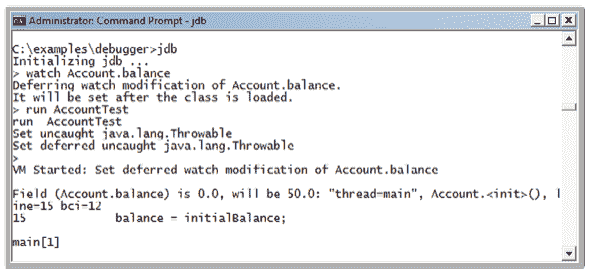 Administrator: Command Prompt - jdb
C:\examples\debugger>jdb
Initializing jdb ...
> watch Account.balance
Deferring watch modification of Account.balance.
It will be set after the class is loaded.
> run AccountTest
run  AccountTest
Set uncaught java.lang.Throwable
Set deferred uncaught java.lang.Throwable
>
VM Started: Set deferred watch modification of Account.balance
Field (Account.balance) is 0.0, will be 50.0: "thread=main", Account.<init>(), l
ine=15 bci=12
15            balance = initialBalance;
main[1]